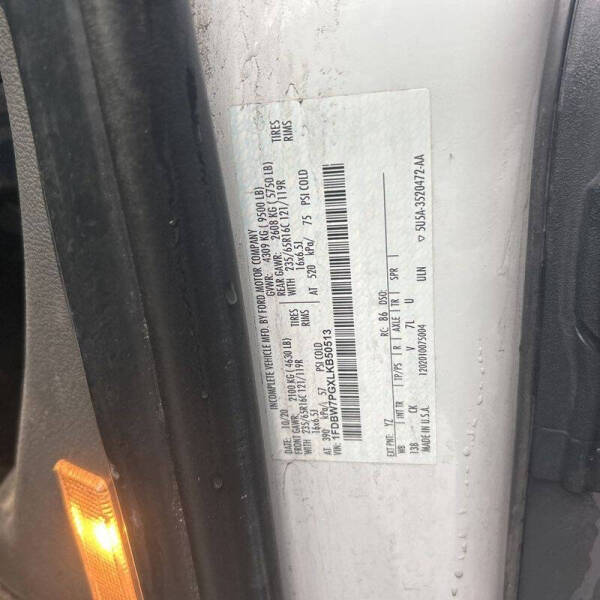 INCOMPLETE VEHICLE MFD. BY FORD MOTOR COMPANY
DATE: 10/20 GVWR: 4309 KG (9500 LB)
FRONT GAWR: 2100 KG (4630 LB) REAR GAWR: 2608 KG (5750 LB)
WITH 235/65R16C 121/119R TIRES WITH 235/65R16C 121/119R TIRES
16x6.5J RIMS 16x6.5J RIMS
AT 390 kPa/ 57 PSI COLD AT 520 kPa/ 75 PSI COLD
VIN: 1FDBW7PGXLKB50513
EXT PNT: YZ RC: 86 DSO:
WB INT TR TP/PS R AXLE TR SPR
138 CK V 7L U ULN
MADE IN U.S.A. 1202010075004
5U5A-3520472-AA